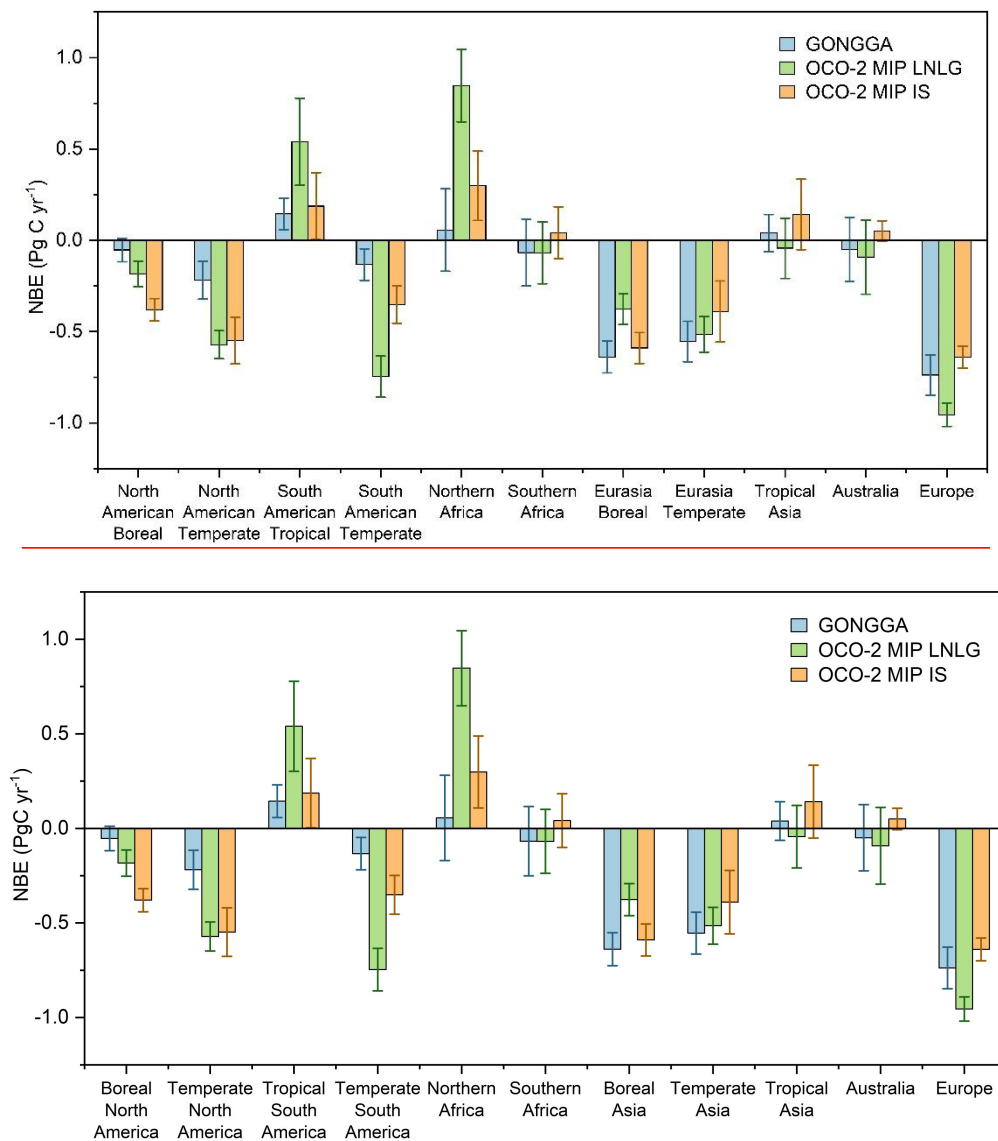 GONGGA
OCO-2 MIP LNLG
OCO-2 MIP IS
1.0
0.5
0.0
-0.5
-1.0
NBE (Pg C yr-1)
North American Boreal
North American Temperate
South American Tropical
South American Temperate
Northern Africa
Southern Africa
Eurasia Boreal
Eurasia Temperate
Tropical Asia
Australia
Europe
GONGGA
OCO-2 MIP LNLG
OCO-2 MIP IS
1.0
0.5
0.0
-0.5
-1.0
NBE (PgC yr-1)
Boreal North America
Temperate North America
Tropical South America
Temperate South America
Northern Africa
Southern Africa
Boreal Asia
Temperate Asia
Tropical Asia
Australia
Europe